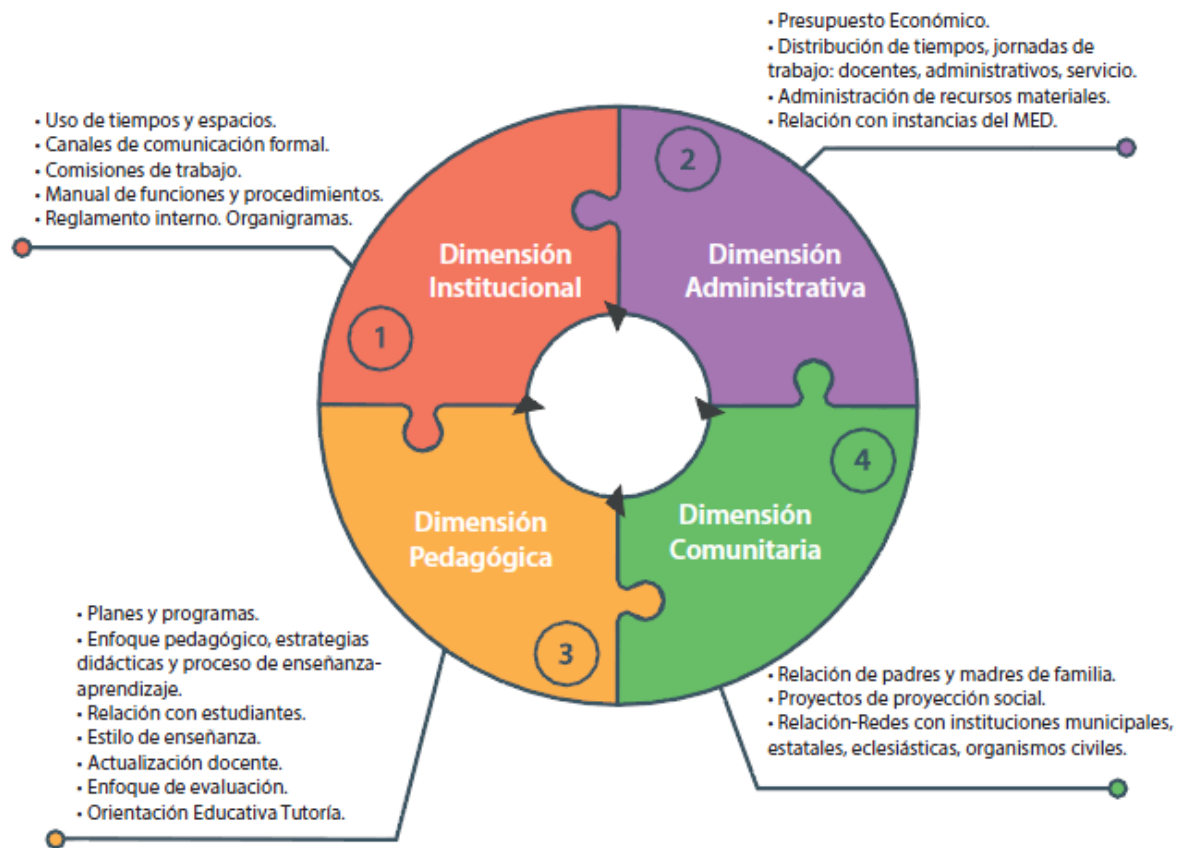 • Presupuesto Económico.
• Distribución de tiempos, jornadas de
trabajo: docentes, administrativos, servicio.
• Administración de recursos materiales.
• Relación con instancias del MED.
• Uso de tiempos y espacios.
• Canales de comunicación formal.
• Comisiones de trabajo.
• Manual de funciones y procedimientos.
• Reglamento interno. Organigramas.
2
Dimensión
Institucional
Dimensión
Administrativa
1
4
Dimensión
Pedagógica
Dimensión
Comunitaria
3
• Planes y programas.
• Enfoque pedagógico, estrategias
didácticas y proceso de enseñanza-
aprendizaje.
• Relación con estudiantes.
• Estilo de enseñanza.
• Actualización docente.
• Enfoque de evaluación.
• Orientación Educativa Tutoría.
• Relación de padres y madres de familia.
• Proyectos de proyección social.
• Relación-Redes con instituciones municipales,
estatales, eclesiásticas, organismos civiles.